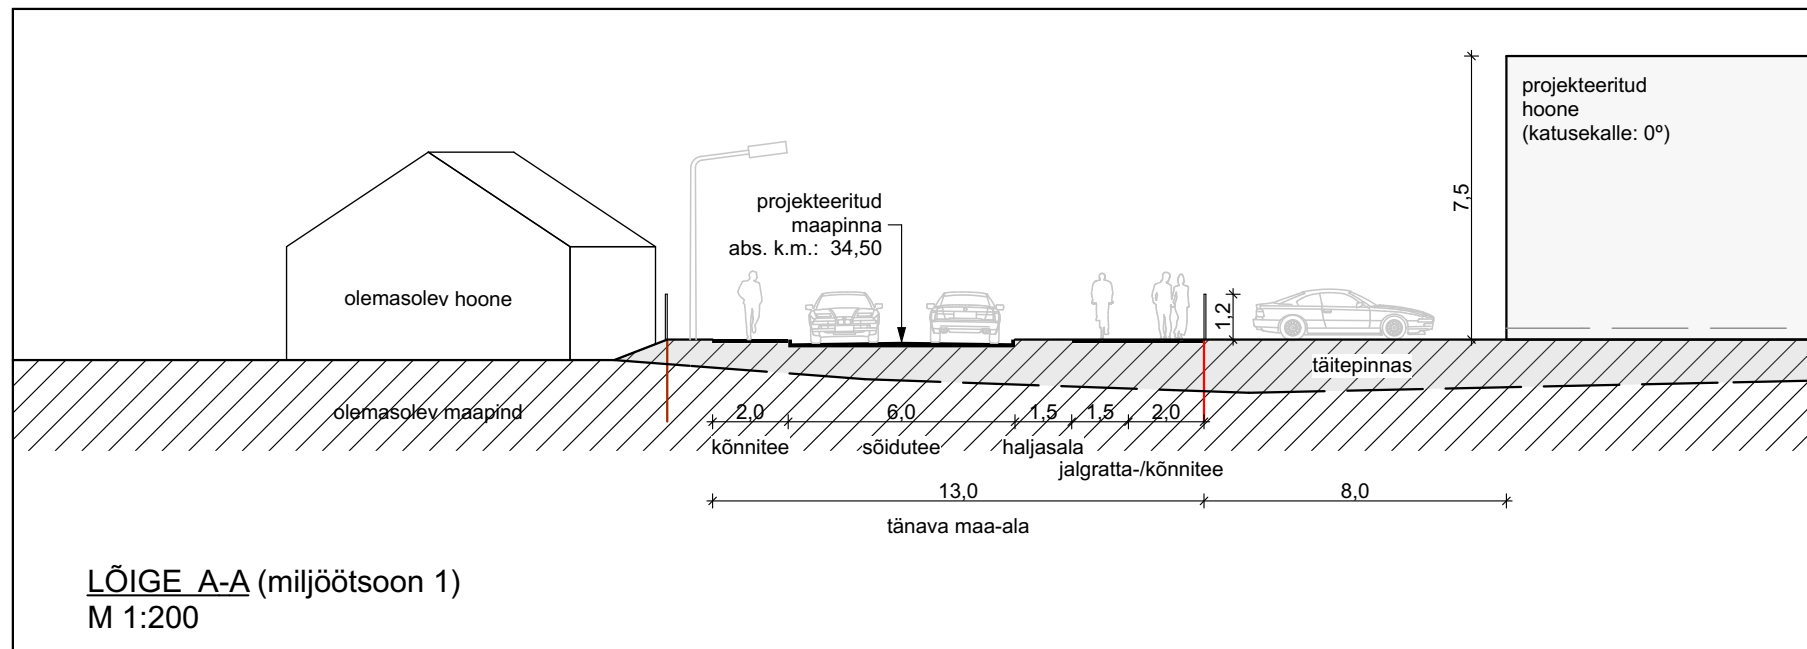 projekteeritud
hoone
(katusekalle: 0º)
7,5
projekteeritud
maapinna
abs. k.m.: 34,50
olemasolev hoone
1,2
täitepinnas
olemasolev maapind
2,0 6,0 1,5 1,5 2,0
kõnnitee sõidutee haljasala
jalgratta-/kõnnitee
13,0 8,0
tänava maa-ala
LÕIGE A-A (miljöötsoon 1)
M 1:200